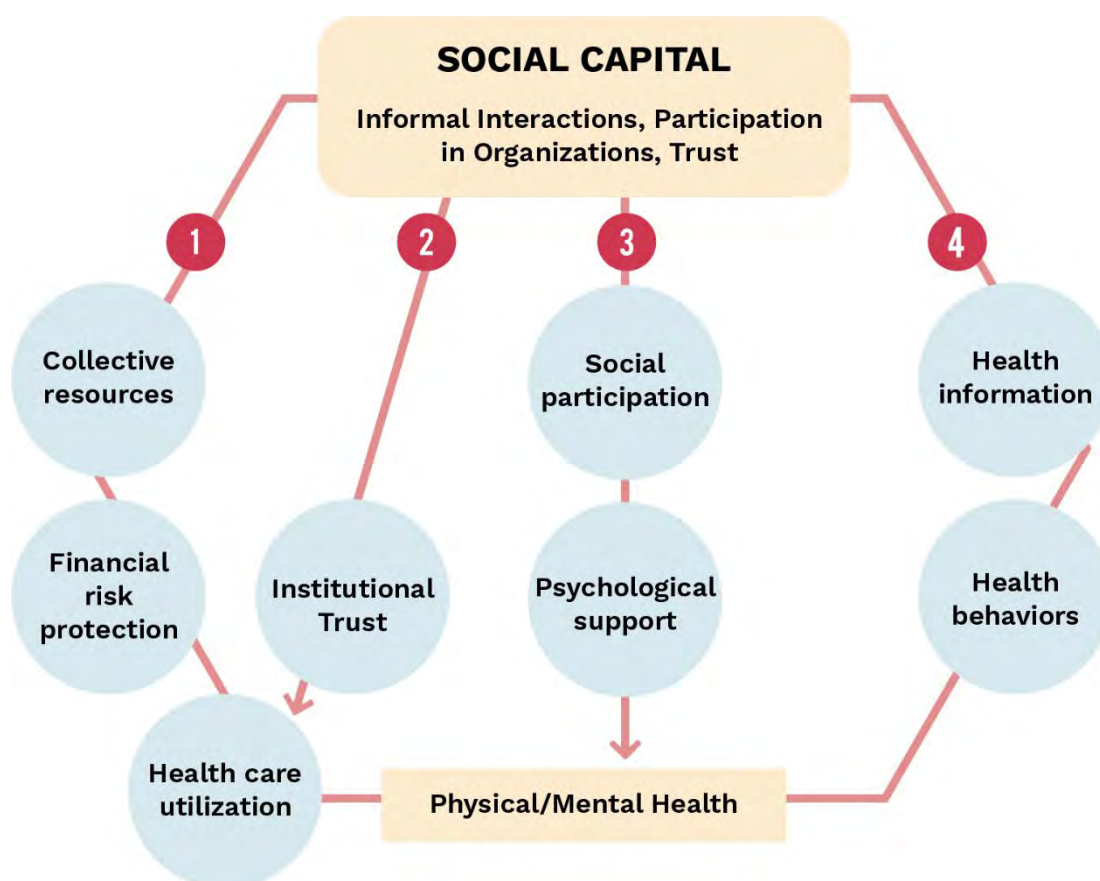 SOCIAL CAPITAL
Informal Interactions, Participation
in Organizations, Trust
1
2
3
4
Collective
resources
Social
participation
Health
information
Financial
risk
protection
Institutional
Trust
Psychological
support
Health
behaviors
Health care
utilization
Physical/Mental Health